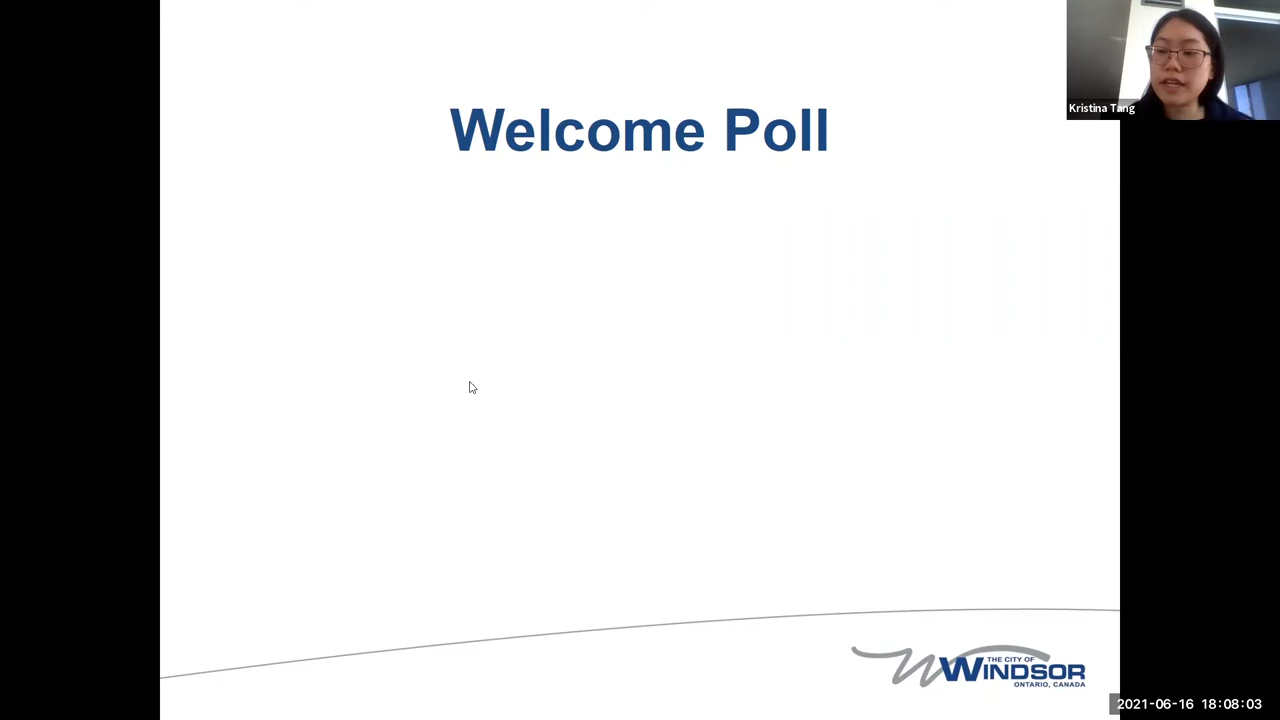 Welcome Poll
Kristina Tang
THE CITY OF
WINDSOR
ONTARIO, CANADA
2021-06-16 18:08:03